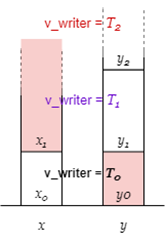 v_writer = T₂
y₂
v_writer = T₁
x₁ y₁
v_writer = T₀
x₀ y0
x y